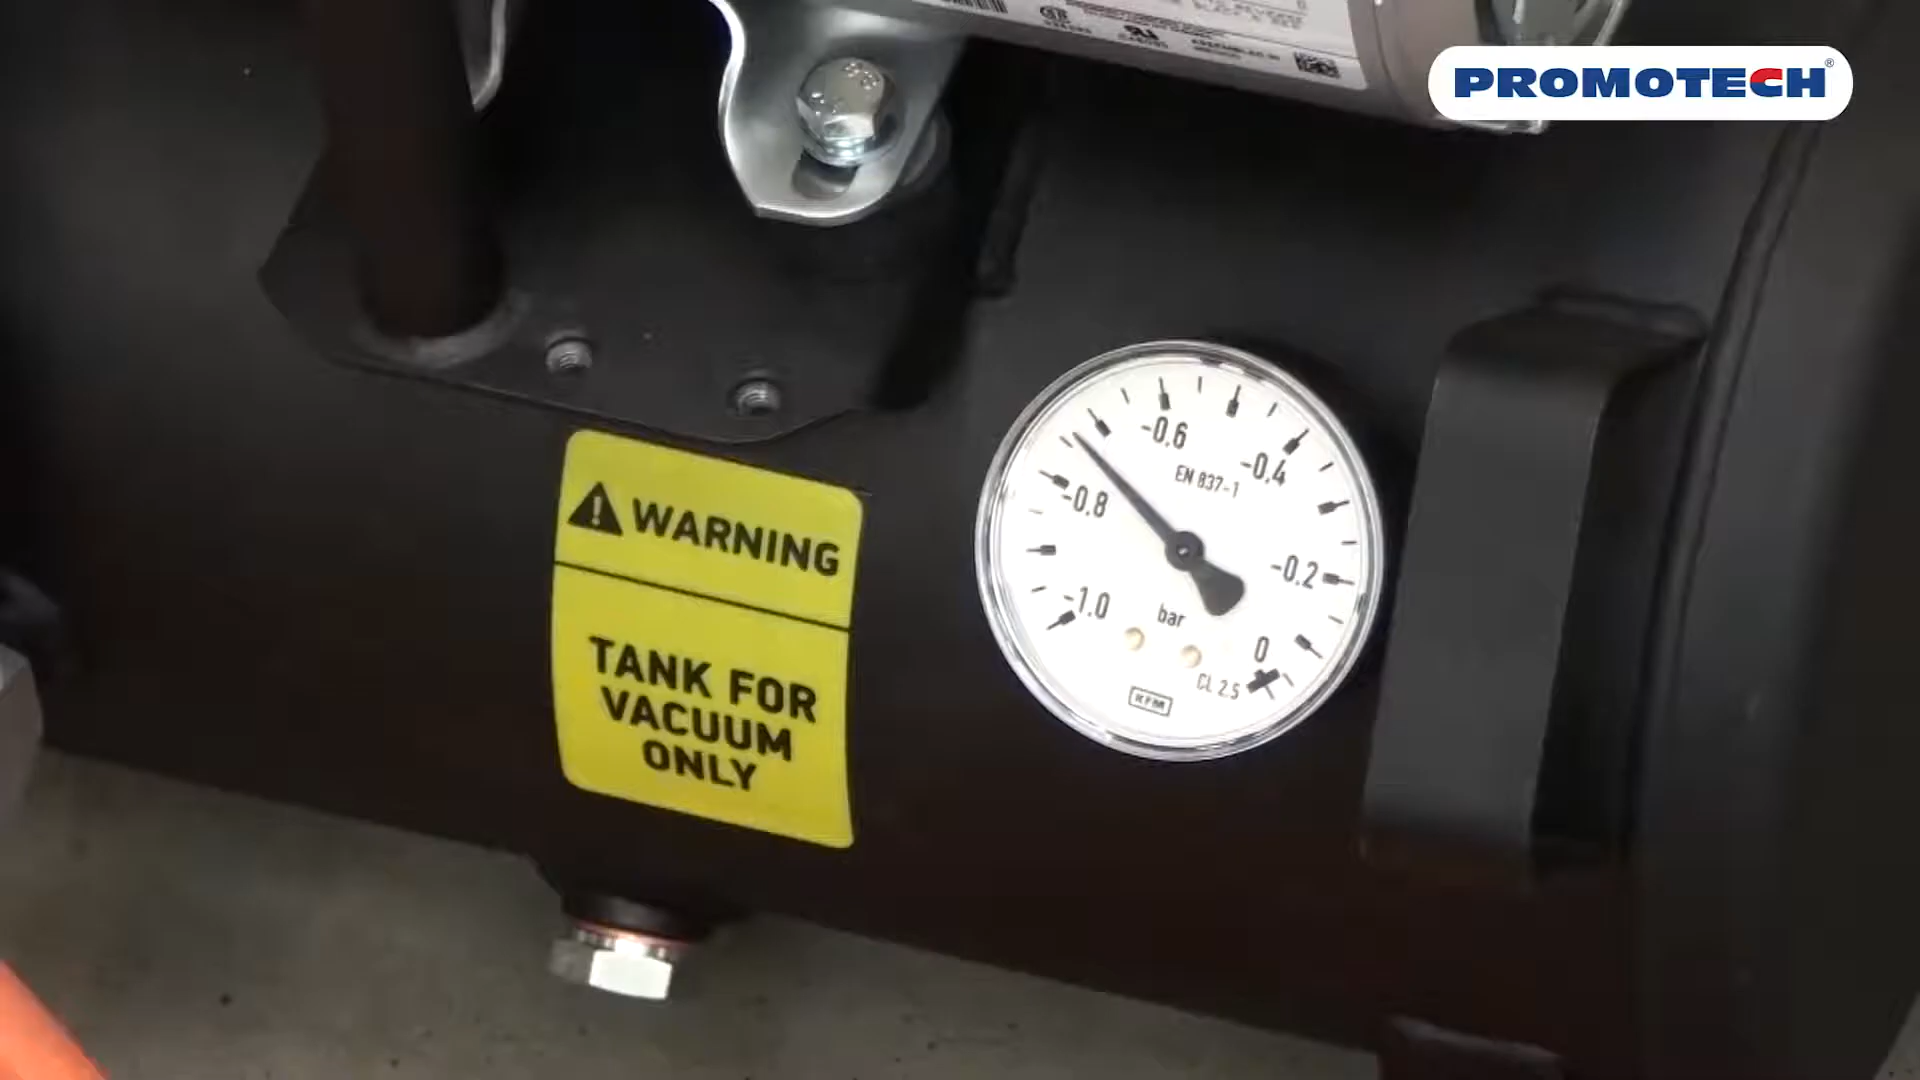 PROMOTECH®
-0.6
-0.4
EN 837-1
-0.8
-0.2
-1.0
bar
0
CL 2.5
KFM
WARNING
TANK FOR
VACUUM
ONLY